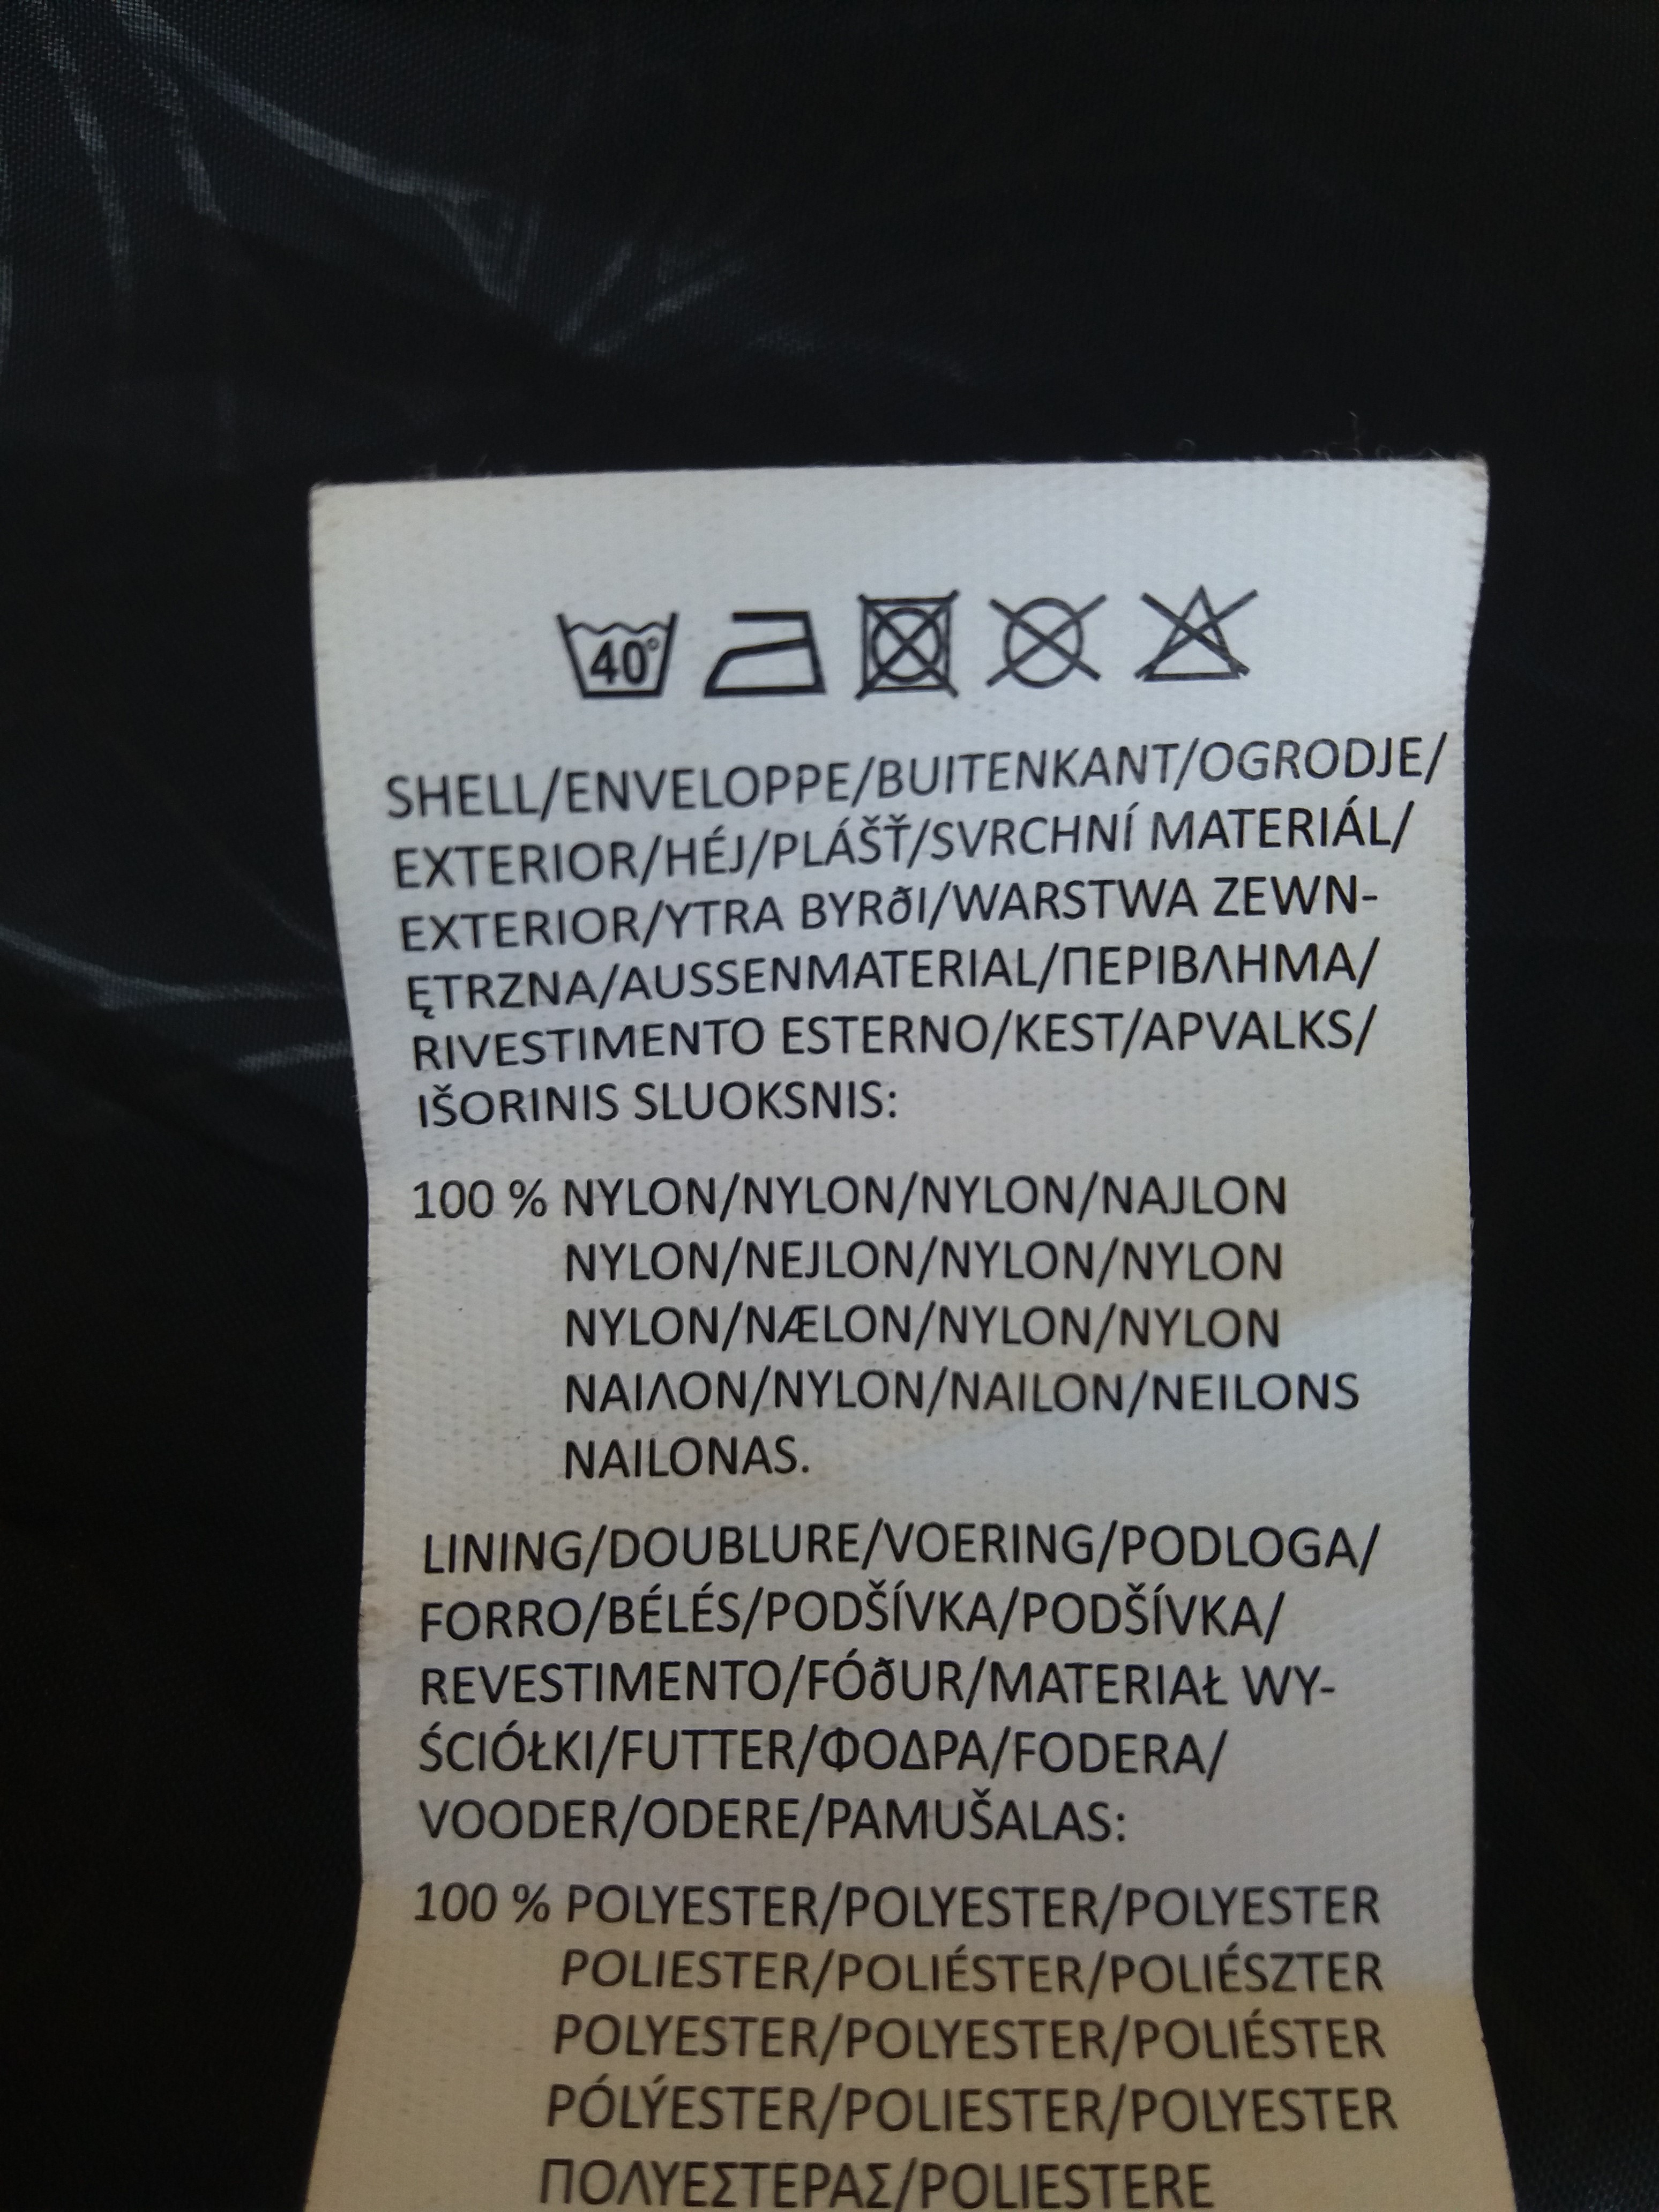 40°
SHELL/ENVELOPPE/BUITENKANT/OGRODJE/
EXTERIOR/HÉJ/PLÁŠŤ/SVRCHNÍ MATERIÁL/
EXTERIOR/YTRA BYRðI/WARSTWA ZEWN-
ĘTRZNA/AUSSENMATERIAL/ΠΕΡΙΒΛΗΜΑ/
RIVESTIMENTO ESTERNO/KEST/APVALKS/
IŠORINIS SLUOKSNIS:
100 % NYLON/NYLON/NYLON/NAJLON
NYLON/NEJLON/NYLON/NYLON
NYLON/NÆLON/NYLON/NYLON
ΝΑΙΛΟΝ/NYLON/NAILON/NEILONS
NAILONAS.
LINING/DOUBLURE/VOERING/PODLOGA/
FORRO/BÉLÉS/PODŠÍVKA/PODŠÍVKA/
REVESTIMENTO/FÓðUR/MATERIAŁ WY-
ŚCIÓŁKI/FUTTER/ΦΟΔΡΑ/FODERA/
VOODER/ODERE/PAMUŠALAS:
100 % POLYESTER/POLYESTER/POLYESTER
POLIESTER/POLIÉSTER/POLIÉSZTER
POLYESTER/POLYESTER/POLIÉSTER
PÓLÝESTER/POLIESTER/POLYESTER
ΠΟΛΥΕΣΤΕΡΑΣ/POLIESTERE